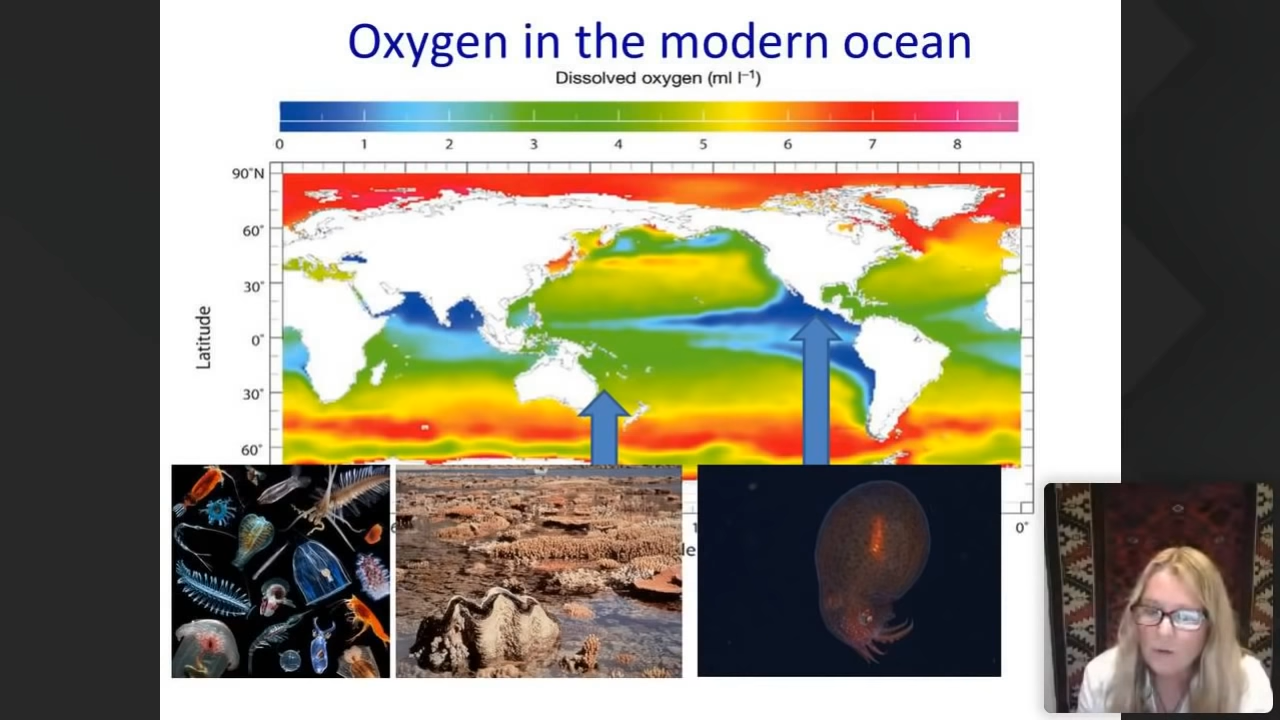 Oxygen in the modern ocean
Dissolved oxygen (ml l⁻¹)
0 1 2 3 4 5 6 7 8
90°N
60°
30°
0°
30°
60°
Latitude
0°